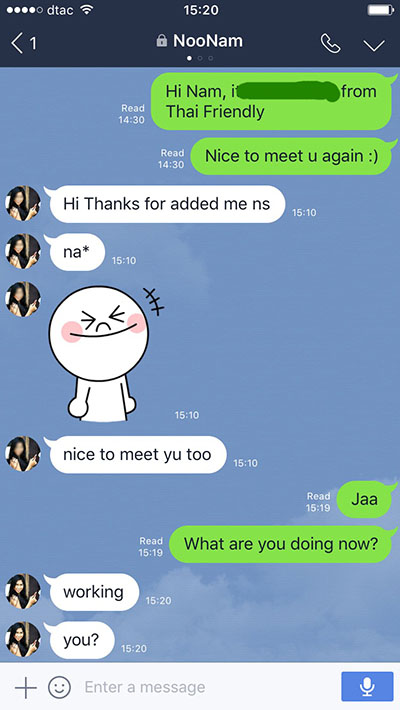 dtac 15:20
1 NooNam
Hi Nam, from
Thai Friendly
Read
14:30
Nice to meet u again :)
Read
14:30
Hi Thanks for added me ns
15:10
na*
15:10
15:10
nice to meet yu too
15:10
Jaa
Read
15:19
What are you doing now?
Read
15:19
working
15:20
you?
15:20
Enter a message